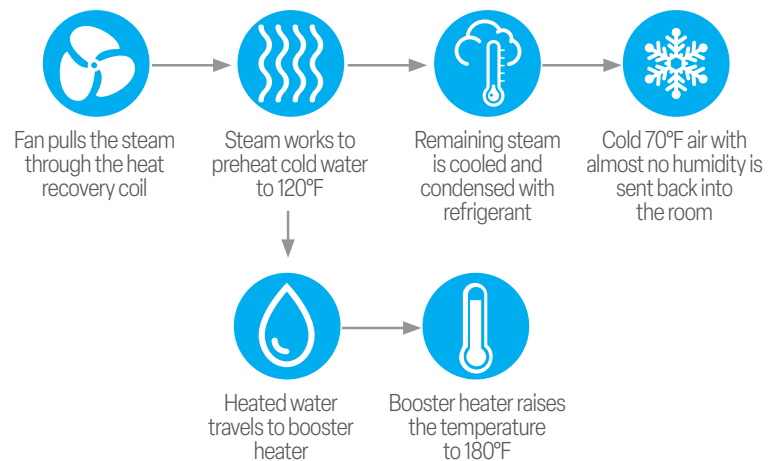 Fan pulls the steam
through the heat
recovery coil
Steam works to
preheat cold water
to 120°F
Remaining steam
is cooled and
condensed with
refrigerant
Cold 70°F air with
almost no humidity is
sent back into
the room
Heated water
travels to booster
heater
Booster heater raises
the temperature
to 180°F